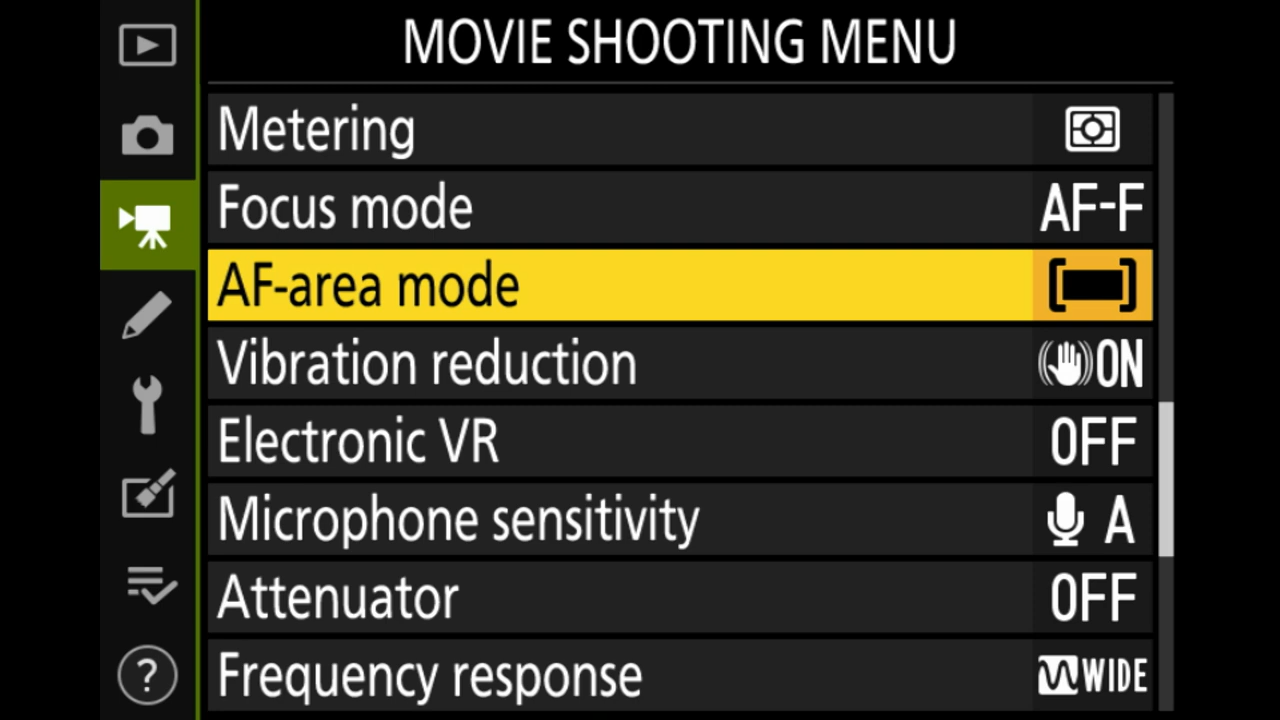 MOVIE SHOOTING MENU
Metering
Focus mode AF-F
AF-area mode
Vibration reduction ON
Electronic VR OFF
Microphone sensitivity A
Attenuator OFF
Frequency response WIDE
?